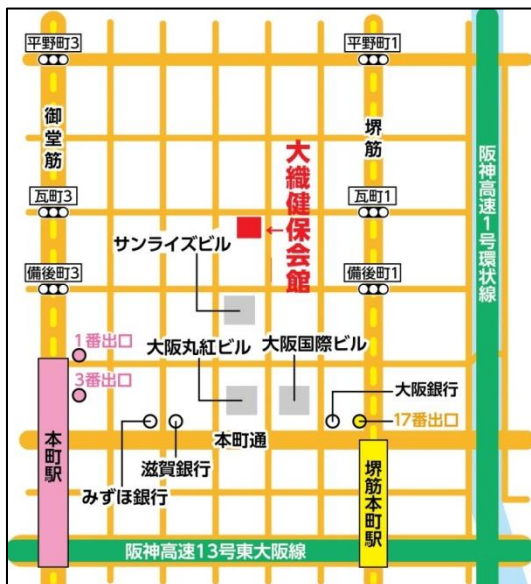 平野町3
平野町1
御堂筋
堺筋
阪神高速1号環状線
大織健保会館
瓦町3
瓦町1
←
サンライズビル
備後町3
備後町1
1番出口
大阪丸紅ビル
大阪国際ビル
3番出口
大阪銀行
17番出口
本町駅
本町通
滋賀銀行
みずほ銀行
堺筋本町駅
阪神高速13号東大阪線